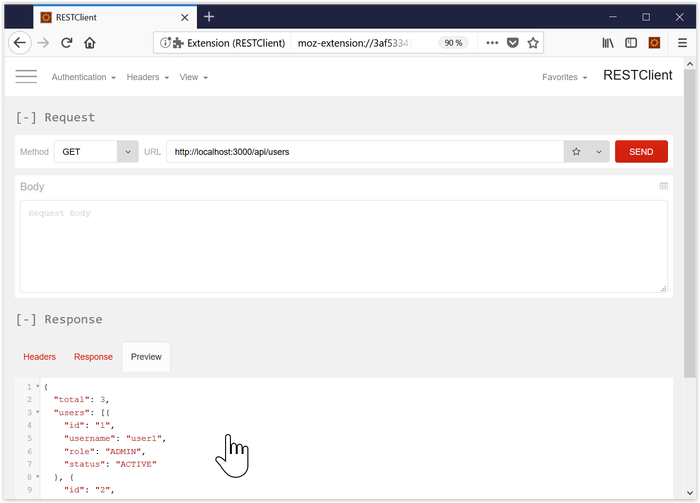 RESTClient
Extension (RESTClient) moz-extension://3af5334
90 %
Authentication Headers View Favorites RESTClient
[-] Request
Method GET URL http://localhost:3000/api/users SEND
Body
Request Body
[-] Response
Headers Response Preview
1 {
2 "total": 3,
3 "users": [{
4 "id": "1",
5 "username": "user1",
6 "role": "ADMIN",
7 "status": "ACTIVE"
8 }, {
9 "id": "2",